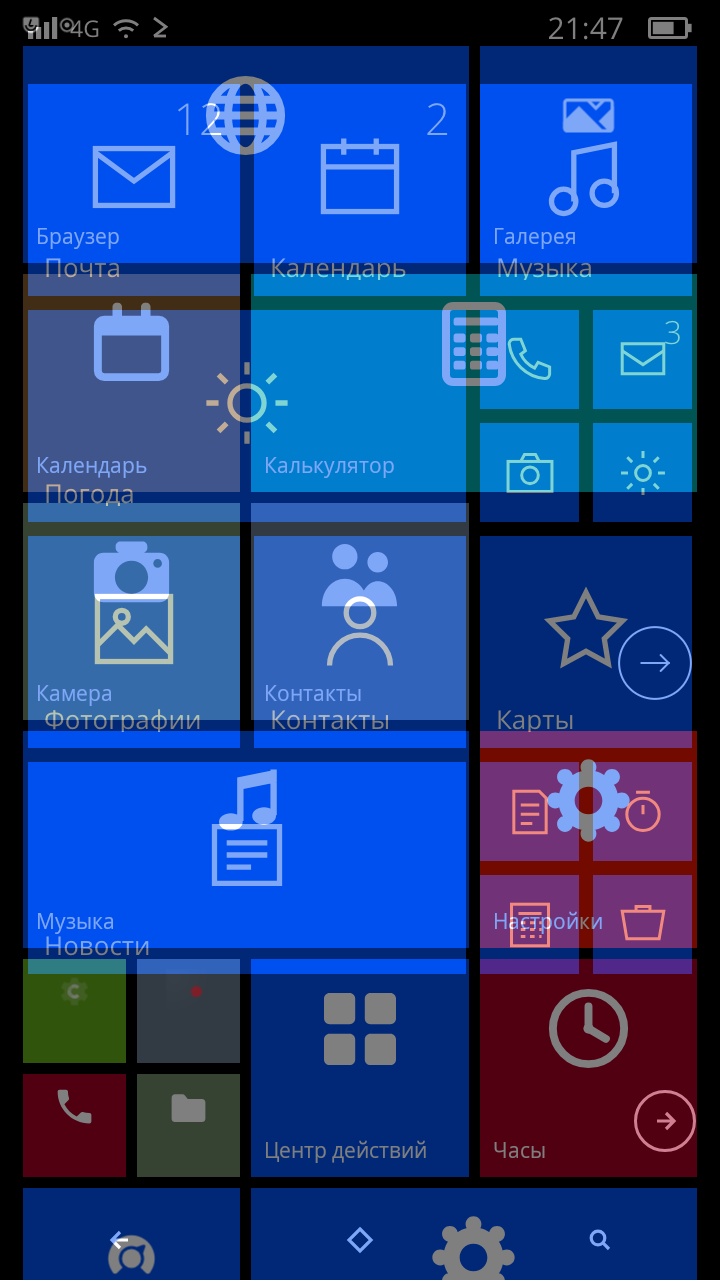 4G 21:47
12 2
Браузер Галерея
Почта Календарь Музыка
3
Календарь Калькулятор
Погода
Камера Контакты
Фотографии Контакты Карты
Музыка Настройки
Новости
Центр действий Часы